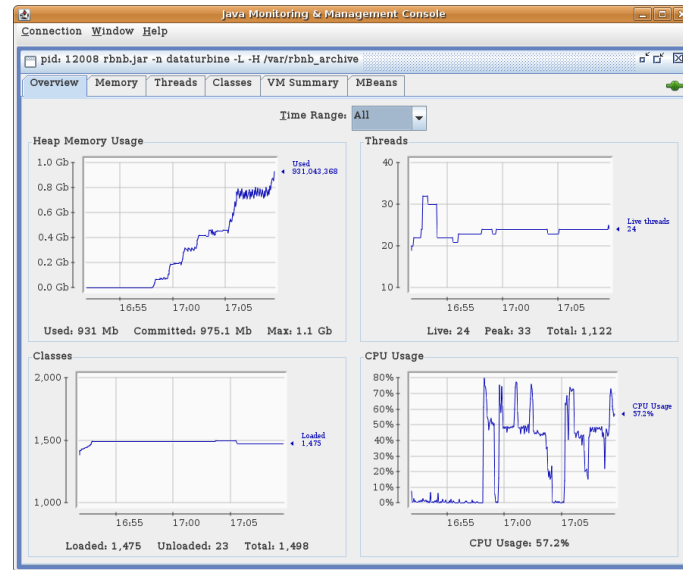 Java Monitoring & Management Console
Connection Window Help
pid: 12008 rbnb.jar -n dataturbine -L -H /var/rbnb_archive
Overview Memory Threads Classes VM Summary MBeans
Time Range: All
Heap Memory Usage
1.0 Gb
0.8 Gb
0.6 Gb
0.4 Gb
0.2 Gb
0.0 Gb
Used
931,043,368
16:55 17:00 17:05
Used: 931 Mb Committed: 975.1 Mb Max: 1.1 Gb
Threads
40
30
20
10
Live threads
24
16:55 17:00 17:05
Live: 24 Peak: 33 Total: 1,122
Classes
2,000
1,500
1,000
Loaded
1,475
16:55 17:00 17:05
Loaded: 1,475 Unloaded: 23 Total: 1,498
CPU Usage
80%
70%
60%
50%
40%
30%
20%
10%
0%
CPU Usage
57.2%
16:55 17:00 17:05
CPU Usage: 57.2%